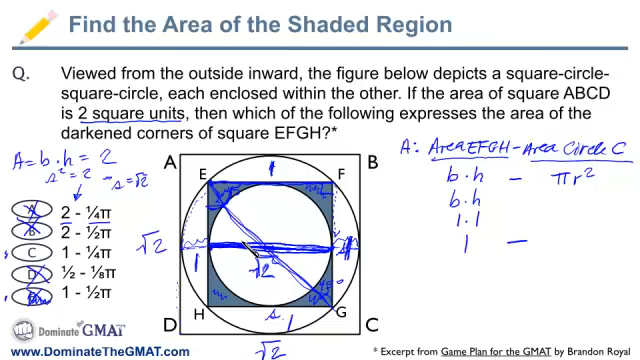 Find the Area of the Shaded Region
Q. Viewed from the outside inward, the figure below depicts a square-circle-
square-circle, each enclosed within the other. If the area of square ABCD
is 2 square units, then which of the following expresses the area of the
darkened corners of square EFGH?*
A = b·h = 2
s² = 2 → s = √2
A 2 - ¼π
B 2 - ½π
C 1 - ¼π
D ½ - ⅛π
1 - ½π
A B
E 1 F
√2 1
√2
45°
H s. G
1
D C
√2
A: Area EFGH - Area Circle C
b·h - πr²
b·h
1·1
1 -
Dominate the GMAT
www.DominateTheGMAT.com
* Excerpt from Game Plan for the GMAT by Brandon Royal